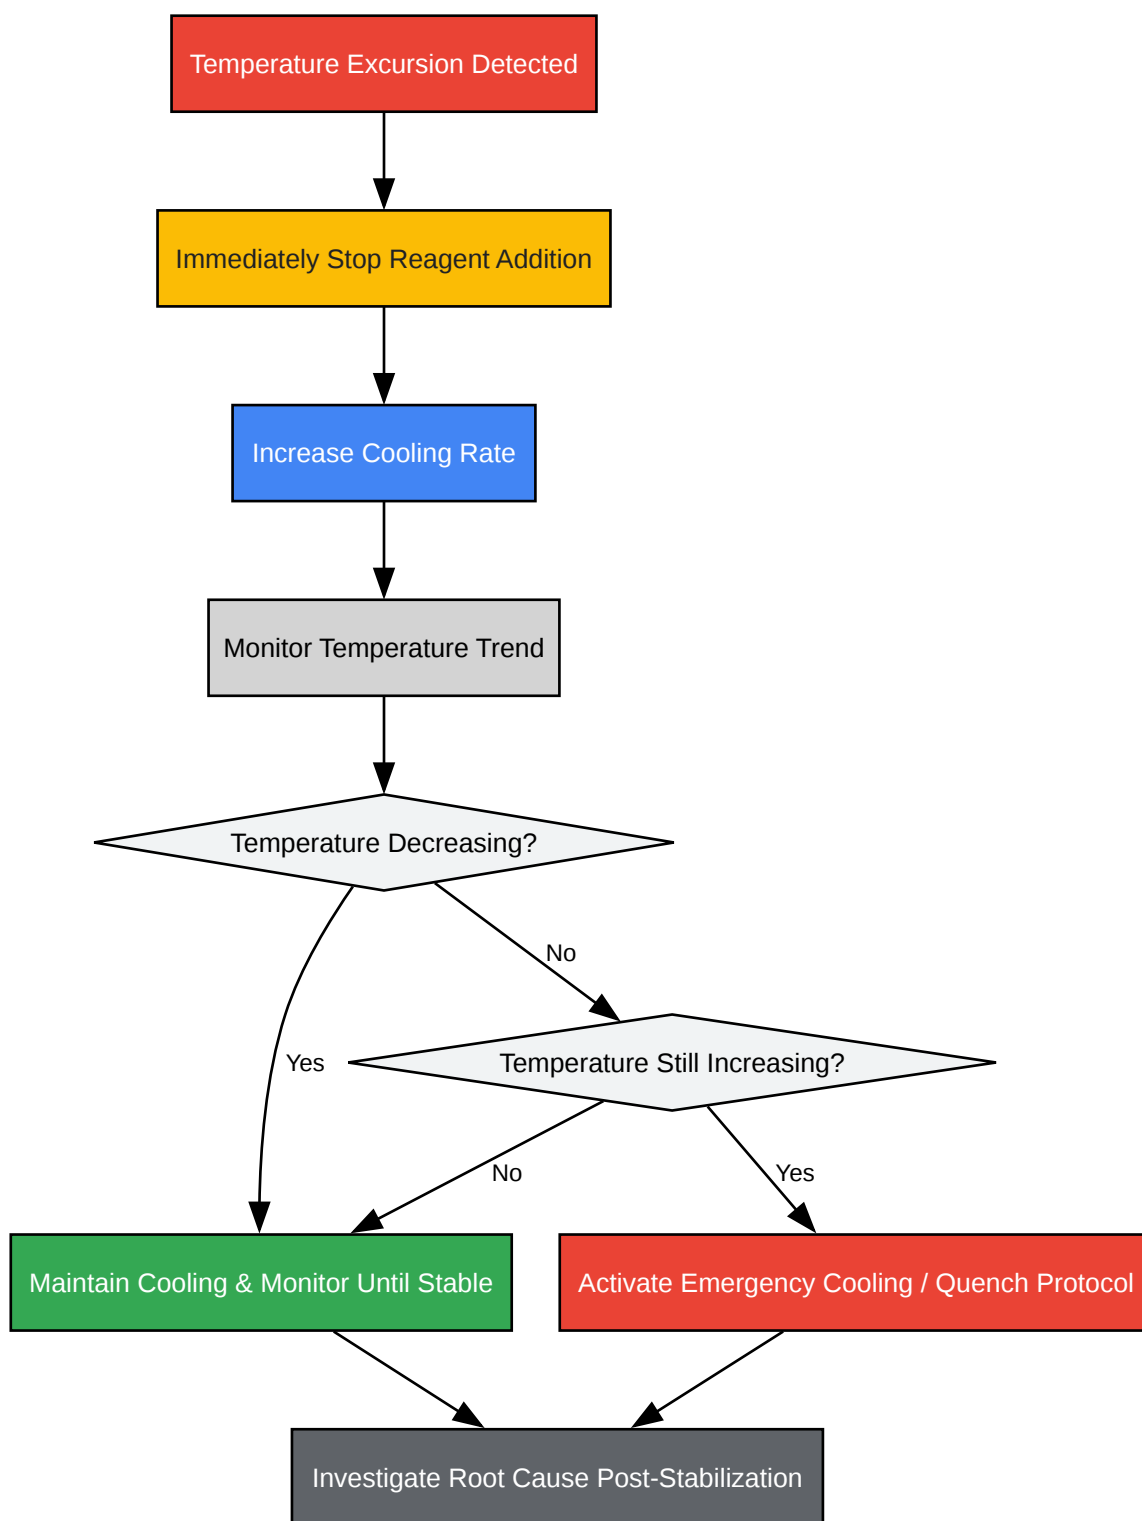 Temperature Excursion Detected
Immediately Stop Reagent Addition
Increase Cooling Rate
Monitor Temperature Trend
Temperature Decreasing?
No
Yes
Temperature Still Increasing?
No
Yes
Maintain Cooling & Monitor Until Stable
Activate Emergency Cooling / Quench Protocol
Investigate Root Cause Post-Stabilization